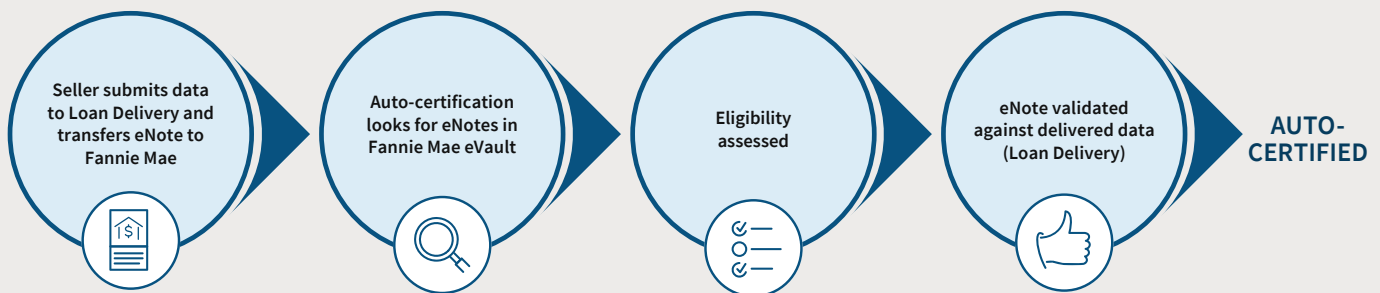 Seller submits data
to Loan Delivery and
transfers eNote to
Fannie Mae
Auto-certification
looks for eNotes in
Fannie Mae eVault
Eligibility
assessed
eNote validated
against delivered data
(Loan Delivery)
AUTO-
CERTIFIED
$